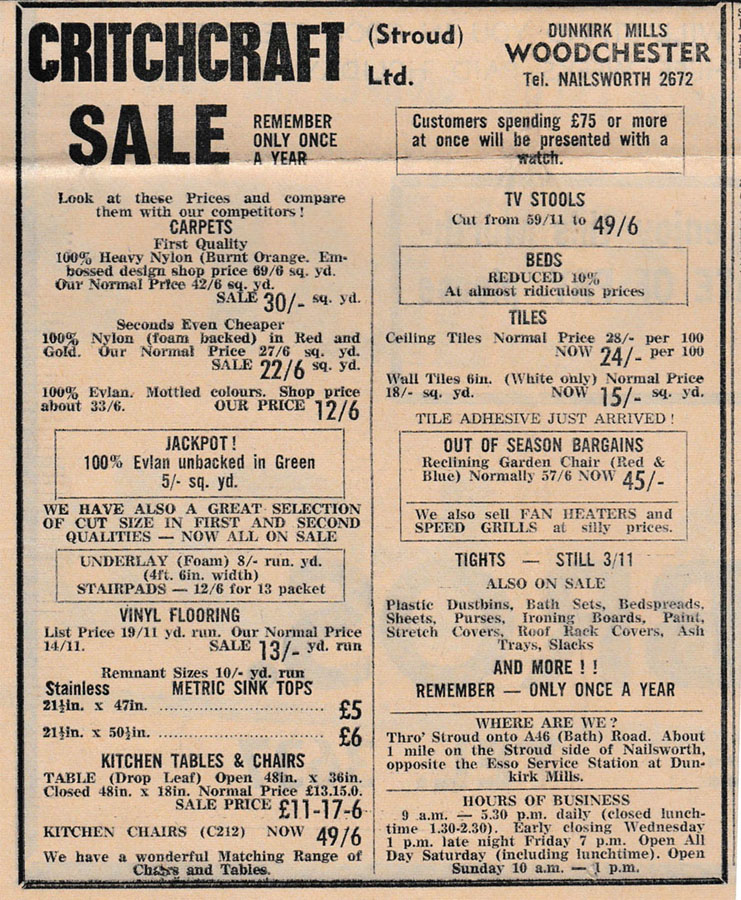 CRITCHCRAFT (Stroud) Ltd.
DUNKIRK MILLS
WOODCHESTER
Tel. NAILSWORTH 2672
SALE
REMEMBER
ONLY ONCE
A YEAR
Customers spending £75 or more
at once will be presented with a
watch.
Look at these Prices and compare
them with our competitors!
CARPETS
First Quality
100% Heavy Nylon (Burnt Orange. Em-
bossed design shop price 69/6 sq. yd.
Our Normal Price 42/6 sq. yd.
SALE 30/- sq. yd.
Seconds Even Cheaper
100% Nylon (foam backed) in Red and
Gold. Our Normal Price 27/6 sq. yd.
SALE 22/6 sq. yd.
100% Evlan. Mottled colours. Shop price
about 33/6. OUR PRICE 12/6
JACKPOT!
100% Evlan unbacked in Green
5/- sq. yd.
WE HAVE ALSO A GREAT SELECTION
OF CUT SIZE IN FIRST AND SECOND
QUALITIES — NOW ALL ON SALE
UNDERLAY (Foam) 8/- run. yd.
(4ft. 6in. width)
STAIRPADS — 12/6 for 13 packet
VINYL FLOORING
List Price 19/11 yd. run. Our Normal Price
14/11. SALE 13/- yd. run
Remnant Sizes 10/- yd. run
Stainless METRIC SINK TOPS
21½in. x 47in. ........................ £5
21½in. x 50½in. ........................ £6
KITCHEN TABLES & CHAIRS
TABLE (Drop Leaf) Open 48in. x 36in.
Closed 48in. x 18in. Normal Price £13.15.0.
SALE PRICE £11-17-6
KITCHEN CHAIRS (C212) NOW 49/6
We have a wonderful Matching Range of
Chairs and Tables.
TV STOOLS
Cut from 59/11 to 49/6
BEDS
REDUCED 10%
At almost ridiculous prices
TILES
Ceiling Tiles Normal Price 28/- per 100
NOW 24/- per 100
Wall Tiles 6in. (White only) Normal Price
18/- sq. yd. NOW 15/- sq. yd.
TILE ADHESIVE JUST ARRIVED!
OUT OF SEASON BARGAINS
Reclining Garden Chair (Red &
Blue) Normally 57/6 NOW 45/-
We also sell FAN HEATERS and
SPEED GRILLS at silly prices.
TIGHTS — STILL 3/11
ALSO ON SALE
Plastic Dustbins, Bath Sets, Bedspreads,
Sheets, Purses, Ironing Boards, Paint,
Stretch Covers, Roof Rack Covers, Ash
Trays, Slacks
AND MORE ! !
REMEMBER — ONLY ONCE A YEAR
WHERE ARE WE?
Thro' Stroud onto A46 (Bath) Road. About
1 mile on the Stroud side of Nailsworth,
opposite the Esso Service Station at Dun-
kirk Mills.
HOURS OF BUSINESS
9 a.m. — 5.30 p.m. daily (closed lunch-
time 1.30-2.30). Early closing Wednesday
1 p.m. late night Friday 7 p.m. Open All
Day Saturday (including lunchtime). Open
Sunday 10 a.m. — 1 p.m.